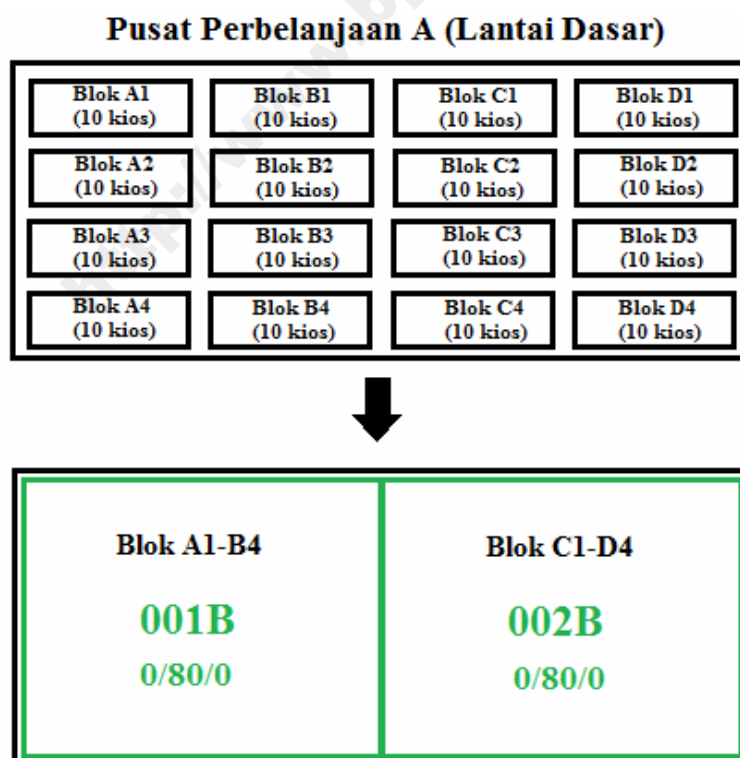 Pusat Perbelanjaan A (Lantai Dasar)
Blok A1
(10 kios)
Blok B1
(10 kios)
Blok C1
(10 kios)
Blok D1
(10 kios)
Blok A2
(10 kios)
Blok B2
(10 kios)
Blok C2
(10 kios)
Blok D2
(10 kios)
Blok A3
(10 kios)
Blok B3
(10 kios)
Blok C3
(10 kios)
Blok D3
(10 kios)
Blok A4
(10 kios)
Blok B4
(10 kios)
Blok C4
(10 kios)
Blok D4
(10 kios)
Blok A1-B4
001B
0/80/0
Blok C1-D4
002B
0/80/0